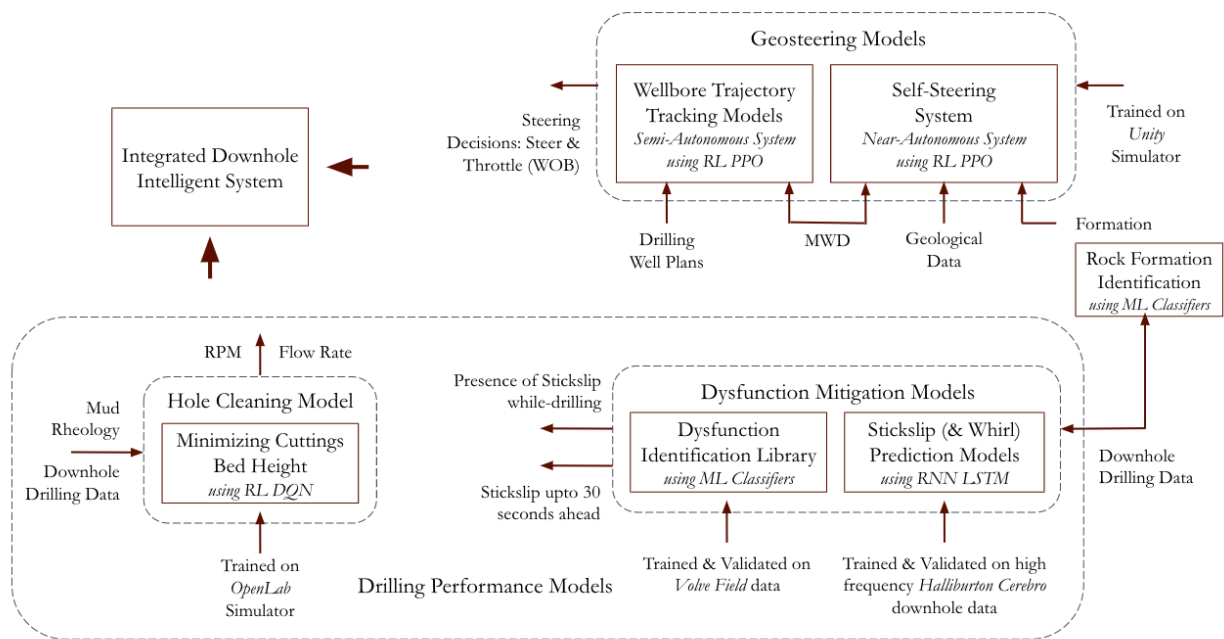 Geosteering Models
Wellbore Trajectory
Tracking Models
Semi-Autonomous System
using RL PPO
Self-Steering
System
Near-Autonomous System
using RL PPO
Steering
Decisions: Steer &
Throttle (WOB)
Trained on
Unity
Simulator
Integrated Downhole
Intelligent System
Drilling
Well Plans
MWD
Geological
Data
Formation
Rock Formation
Identification
using ML Classifiers
RPM
Flow Rate
Hole Cleaning Model
Minimizing Cuttings
Bed Height
using RL DQN
Mud
Rheology
Downhole
Drilling Data
Trained on
OpenLab
Simulator
Presence of Stickslip
while-drilling
Stickslip upto 30
seconds ahead
Dysfunction Mitigation Models
Dysfunction
Identification Library
using ML Classifiers
Stickslip (& Whirl)
Prediction Models
using RNN LSTM
Downhole
Drilling Data
Trained & Validated on
Volve Field data
Trained & Validated on high
frequency Halliburton Cerebro
downhole data
Drilling Performance Models